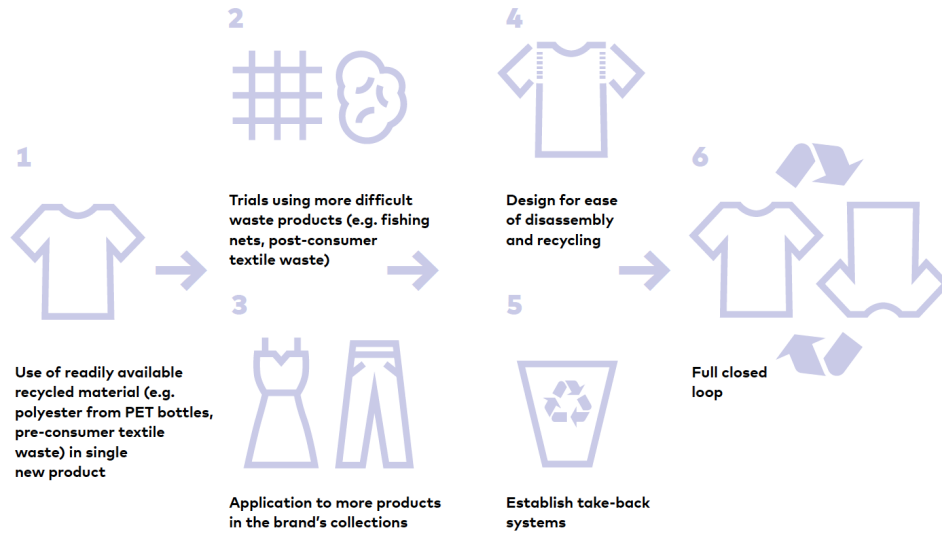 1
Use of readily available
recycled material (e.g.
polyester from PET bottles,
pre-consumer textile
waste) in single
new product
2
Trials using more difficult
waste products (e.g. fishing
nets, post-consumer
textile waste)
3
Application to more products
in the brand’s collections
4
Design for ease
of disassembly
and recycling
5
Establish take-back
systems
6
Full closed
loop